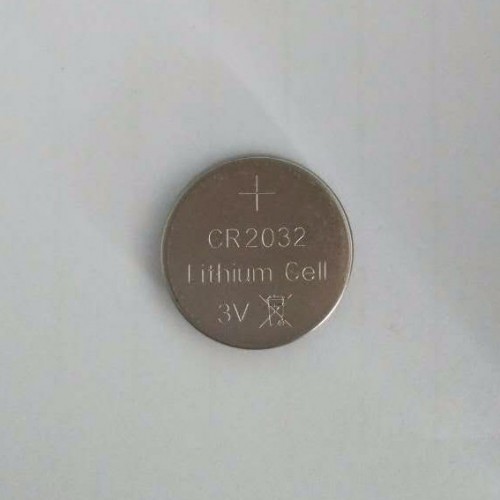 +
CR2032
Lithium Cell
3V